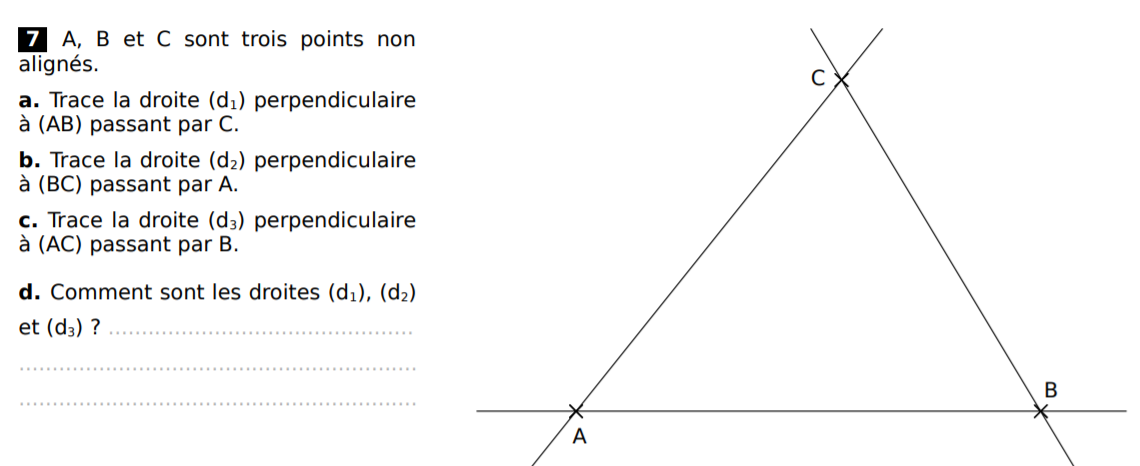 7 A, B et C sont trois points non
alignés.
a. Trace la droite (d₁) perpendiculaire
à (AB) passant par C.
b. Trace la droite (d₂) perpendiculaire
à (BC) passant par A.
c. Trace la droite (d₃) perpendiculaire
à (AC) passant par B.
d. Comment sont les droites (d₁), (d₂)
et (d₃) ? ................................................
................................................................
................................................................
C
B
A